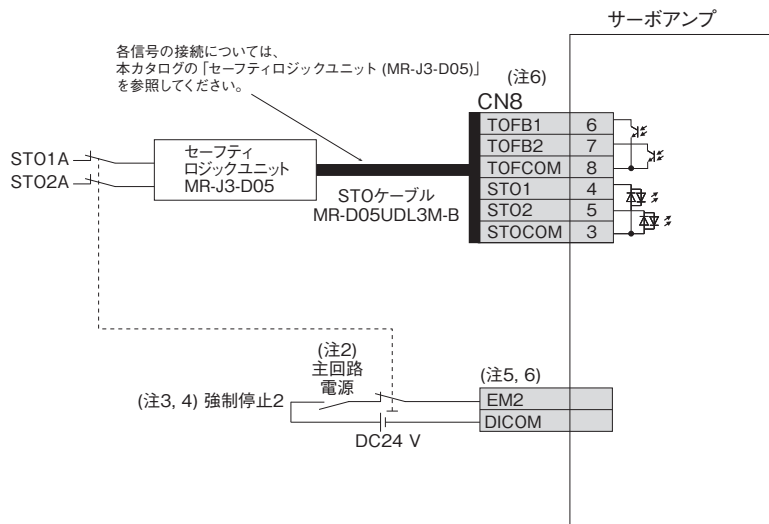 サーボアンプ
各信号の接続については、
本カタログの「セーフティロジックユニット (MR-J3-D05)」
を参照してください。
(注6)
CN8
TOFB1 6
TOFB2 7
TOFCOM 8
STO1 4
STO2 5
STOCOM 3
STO1A
STO2A
セーフティ
ロジックユニット
MR-J3-D05
STOケーブル
MR-D05UDL3M-B
(注2)
主回路
電源
(注3, 4) 強制停止2
DC24 V
(注5, 6)
EM2
DICOM